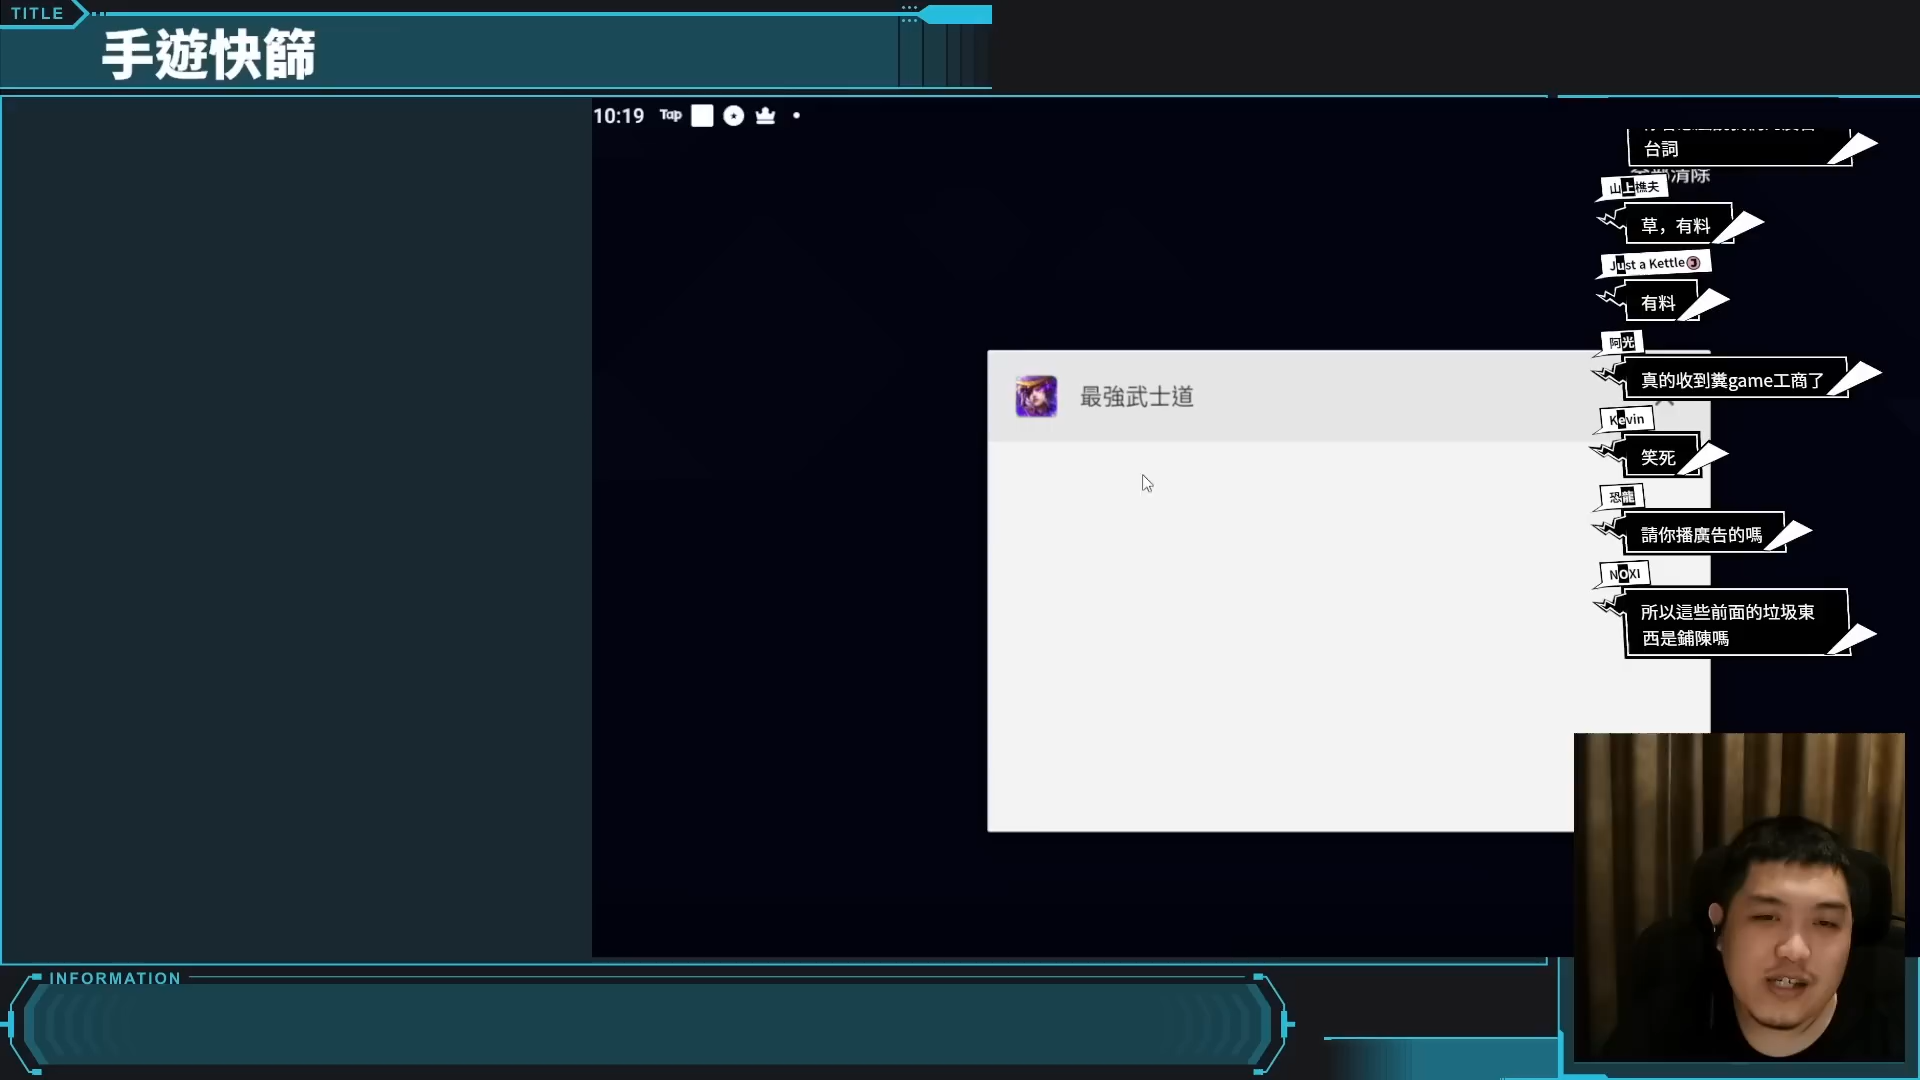 TITLE
手遊快篩
10:19 Tap
台詞
清除
山上樵夫
草，有料
Just a Kettle
有料
阿光
真的收到糞game工商了
最強武士道
Kevin
笑死
恐龍
請你播廣告的嗎
NOXI
所以這些前面的垃圾東
西是鋪陳嗎
INFORMATION